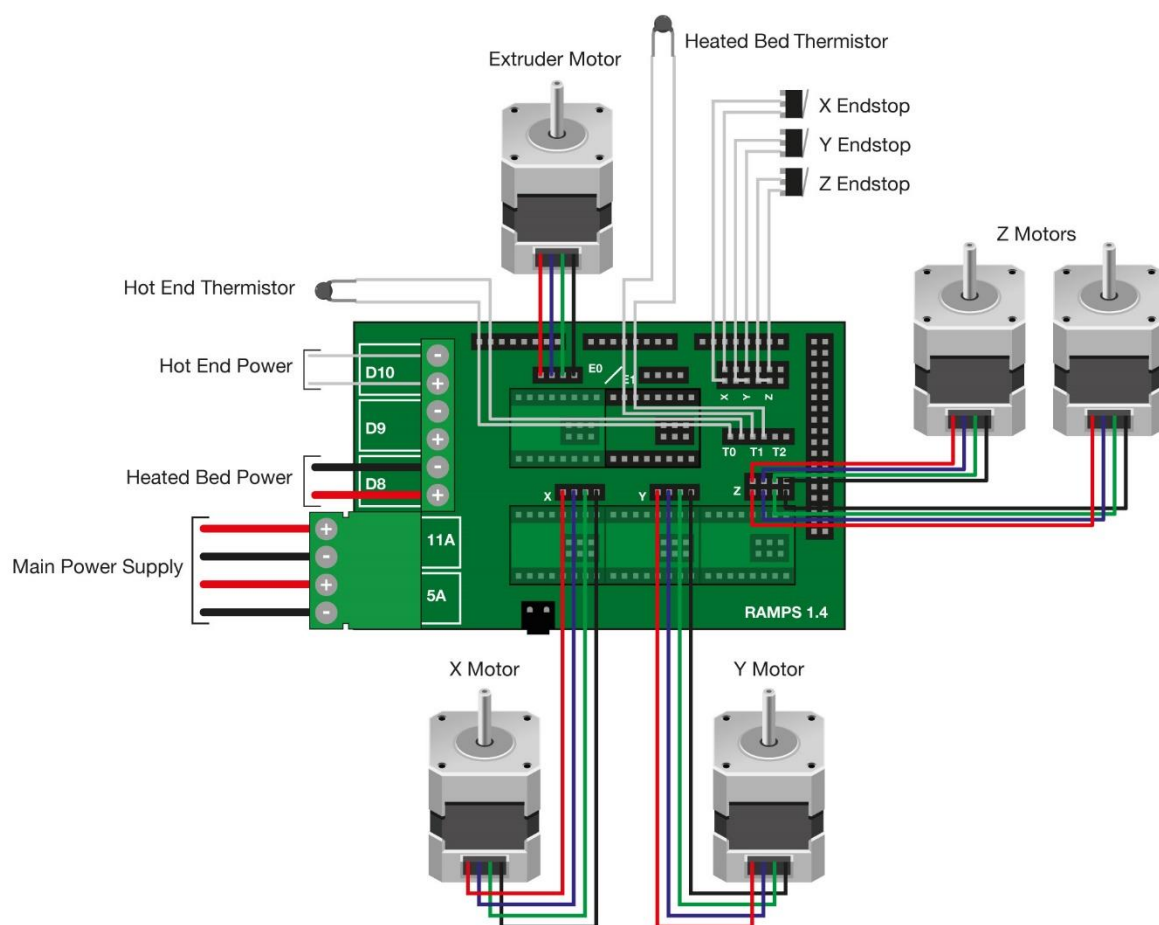 Heated Bed Thermistor
Extruder Motor
X Endstop
Y Endstop
Z Endstop
Z Motors
Hot End Thermistor
Hot End Power
D10
-
+
E0
E1
X
Y
Z
D9
-
+
T0 T1 T2
Heated Bed Power
D8
-
+
X
Y
Z
Main Power Supply
+
-
11A
+
-
5A
RAMPS 1.4
X Motor
Y Motor